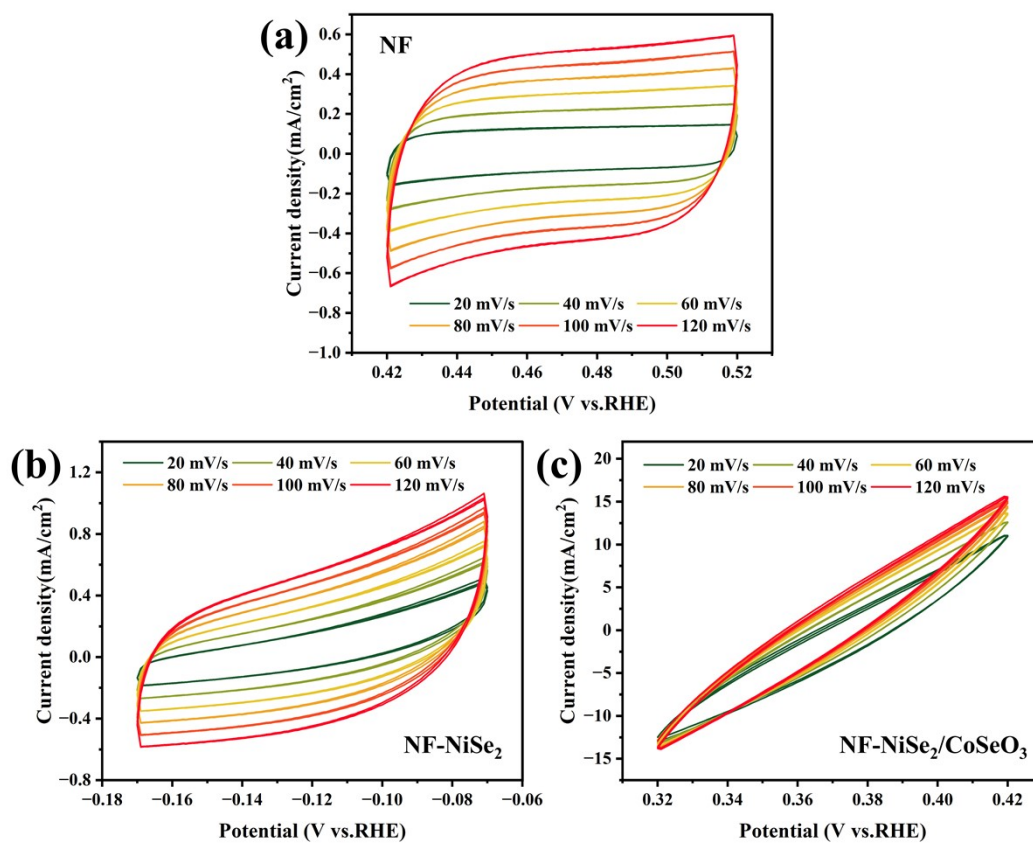 (a)
NF
Current density(mA/cm²)
0.6
0.4
0.2
0.0
−0.2
−0.4
−0.6
−0.8
−1.0
20 mV/s 40 mV/s 60 mV/s
80 mV/s 100 mV/s 120 mV/s
0.42 0.44 0.46 0.48 0.50 0.52
Potential (V vs.RHE)
(b)
20 mV/s 40 mV/s 60 mV/s
80 mV/s 100 mV/s 120 mV/s
Current density(mA/cm²)
1.2
0.8
0.4
0.0
−0.4
−0.8
NF-NiSe₂
−0.18 −0.16 −0.14 −0.12 −0.10 −0.08 −0.06
Potential (V vs.RHE)
(c)
20 mV/s 40 mV/s 60 mV/s
80 mV/s 100 mV/s 120 mV/s
Current density(mA/cm²)
20
15
10
5
0
−5
−10
−15
NF-NiSe₂/CoSeO₃
0.32 0.34 0.36 0.38 0.40 0.42
Potential (V vs.RHE)